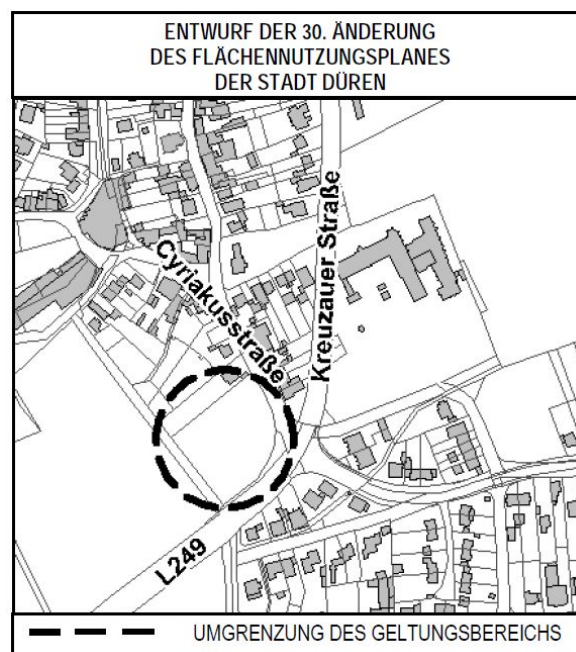 ENTWURF DER 30. ÄNDERUNG
DES FLÄCHENNUTZUNGSPLANES
DER STADT DÜREN
Kreuzauer Straße
Cyriakusstraße
L249
UMGRENZUNG DES GELTUNGSBEREICHS